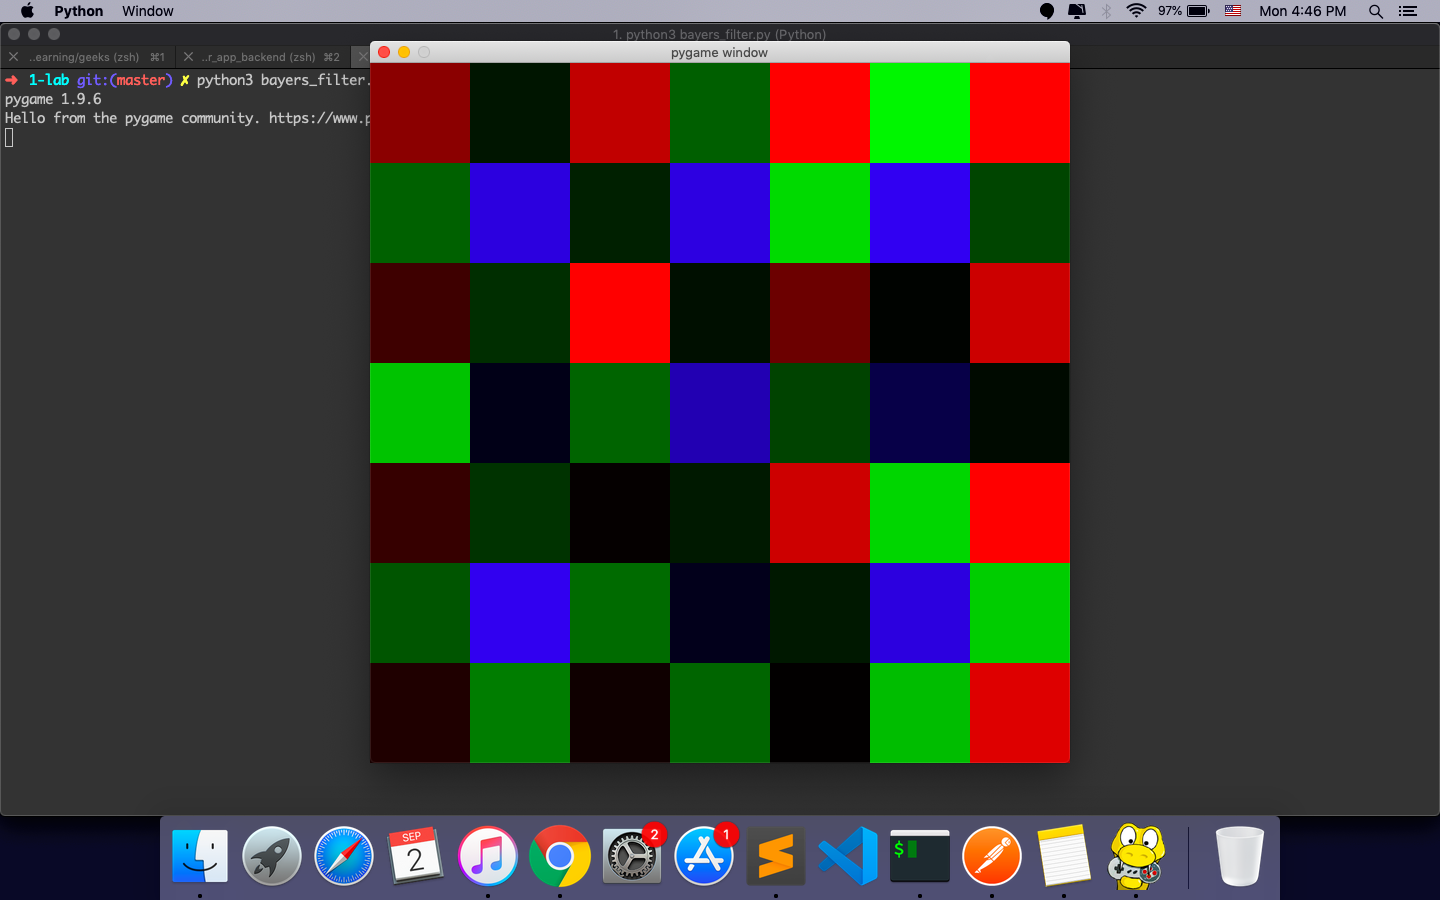 Python Window
97% Mon 4:46 PM
1. python3 bayers_filter.py (Python)
..earning/geeks (zsh) ⌘1 ..r_app_backend (zsh) ⌘2
pygame window
➜ 1-lab git:(master) ✗ python3 bayers_filter.
pygame 1.9.6
Hello from the pygame community. https://www.p
SEP
2
2
1
$